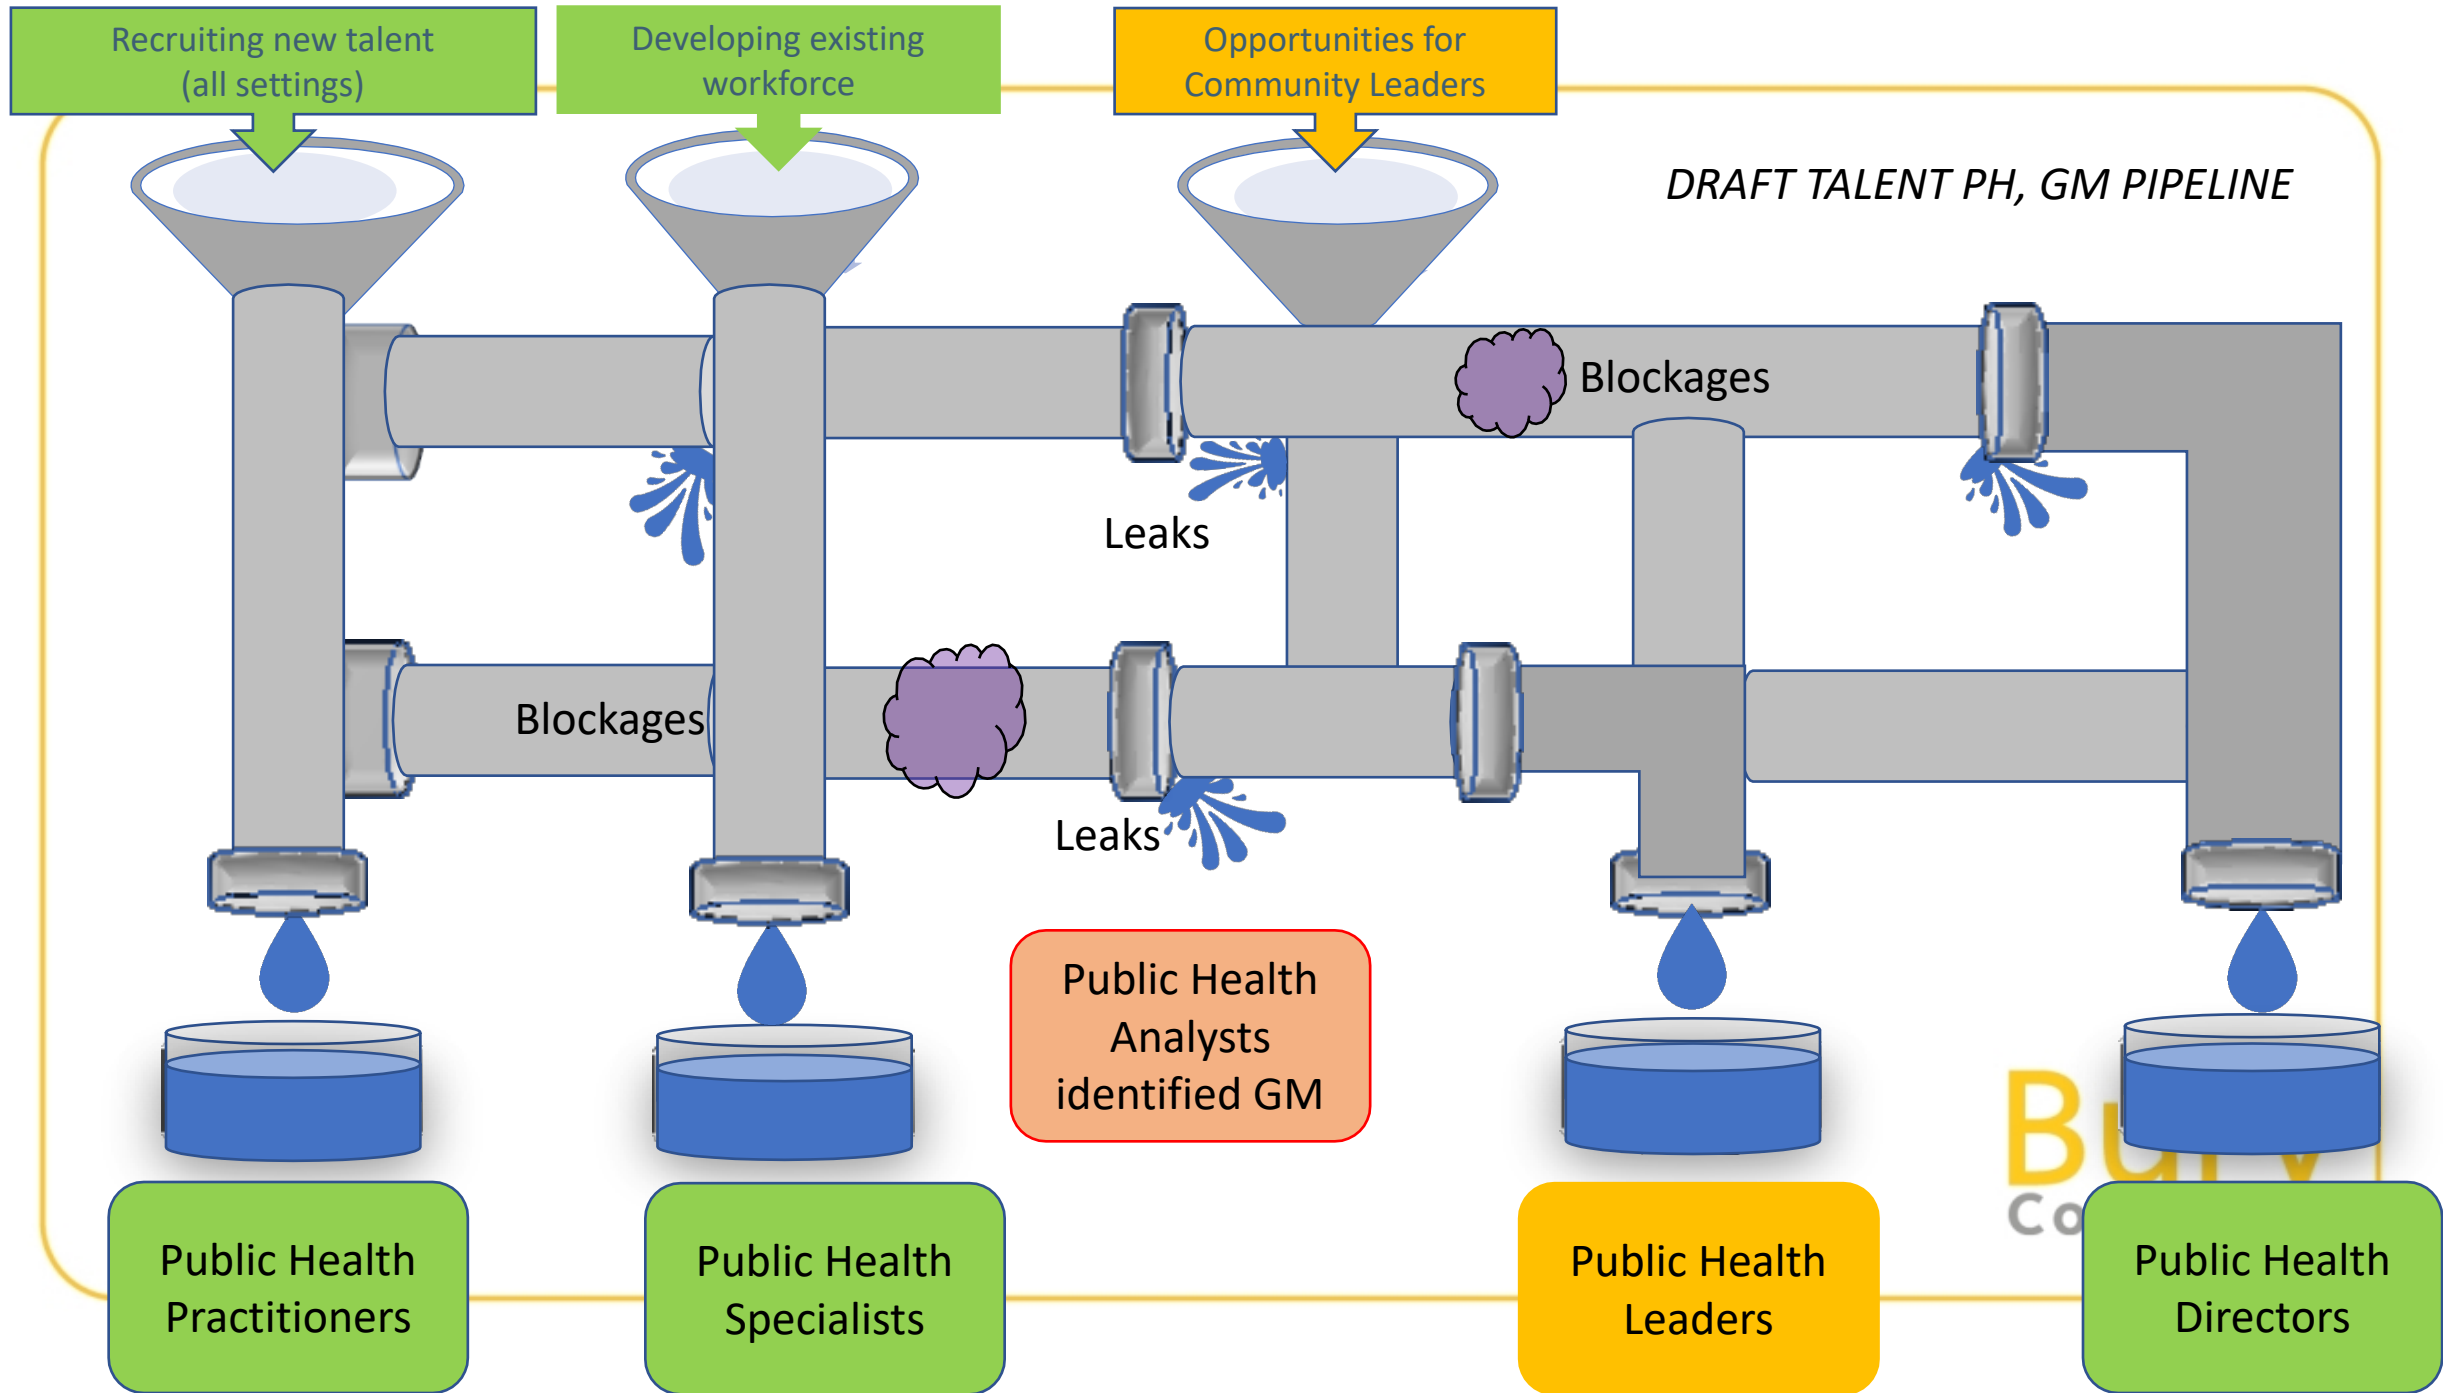 Recruiting new talent
(all settings)
Developing existing
workforce
Opportunities for
Community Leaders
DRAFT TALENT PH, GM PIPELINE
Blockages
Leaks
Blockages
Leaks
Public Health
Analysts
identified GM
Public Health
Practitioners
Public Health
Specialists
Public Health
Leaders
Public Health
Directors
Bury